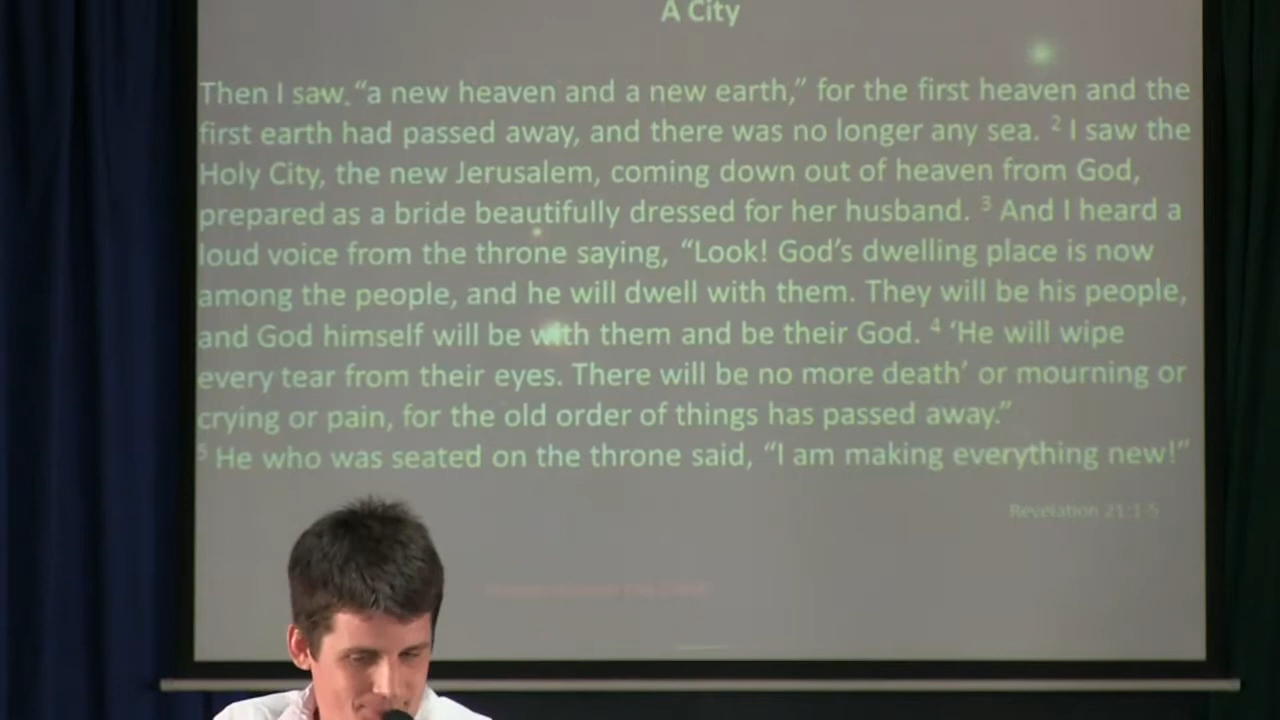 A City
Then I saw “a new heaven and a new earth,” for the first heaven and the
first earth had passed away, and there was no longer any sea. ² I saw the
Holy City, the new Jerusalem, coming down out of heaven from God,
prepared as a bride beautifully dressed for her husband. ³ And I heard a
loud voice from the throne saying, “Look! God’s dwelling place is now
among the people, and he will dwell with them. They will be his people,
and God himself will be with them and be their God. ⁴ ‘He will wipe
every tear from their eyes. There will be no more death’ or mourning or
crying or pain, for the old order of things has passed away.”
⁵ He who was seated on the throne said, “I am making everything new!”
Revelation 21:1-5